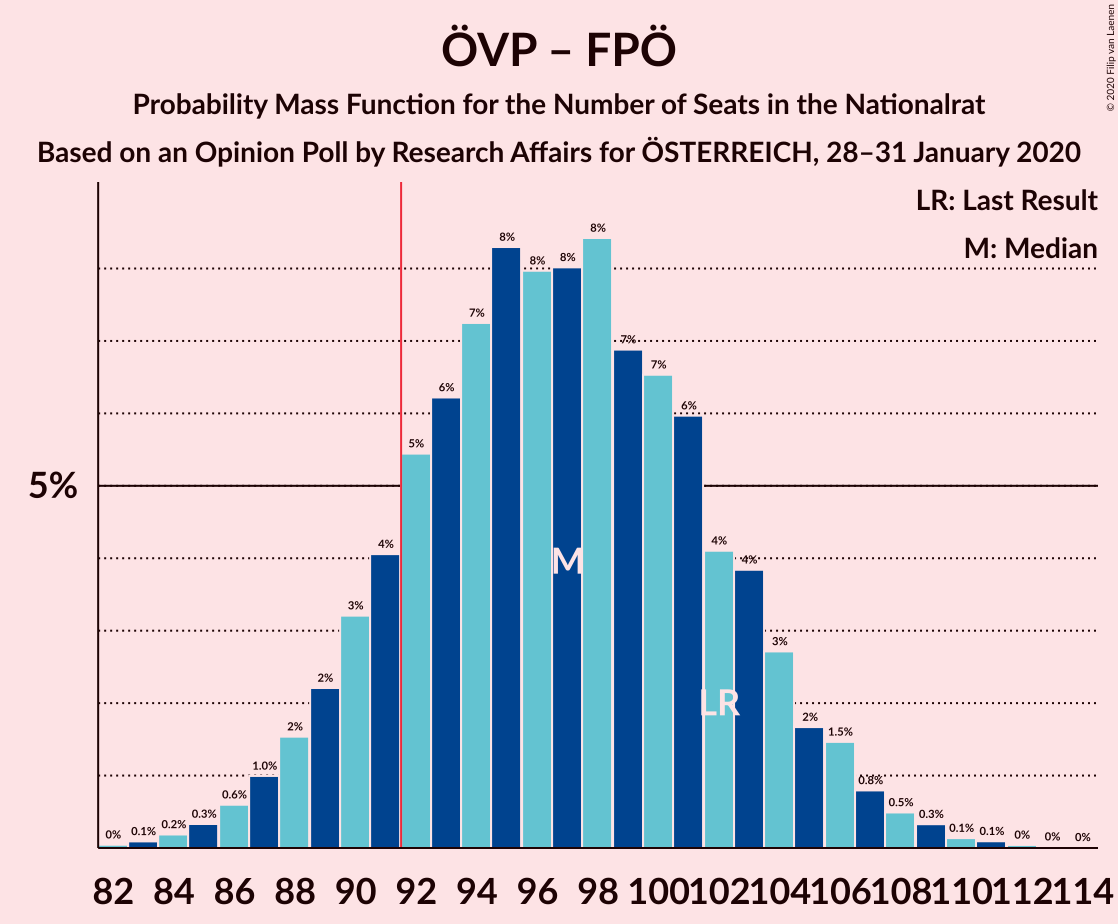 ÖVP – FPÖ
Probability Mass Function for the Number of Seats in the Nationalrat
Based on an Opinion Poll by Research Affairs for ÖSTERREICH, 28–31 January 2020
© 2020 Filip van Laenen
LR: Last Result
M: Median
5%
0% 0.1% 0.2% 0.3% 0.6% 1.0% 2% 2% 3% 4% 5% 6% 7% 8% 8% 8% 8% 7% 7% 6% 4% 4% 3% 2% 1.5% 0.8% 0.5% 0.3% 0.1% 0.1% 0% 0% 0%
M
LR
82 84 86 88 90 92 94 96 98 100 102 104 106 108 110 112 114